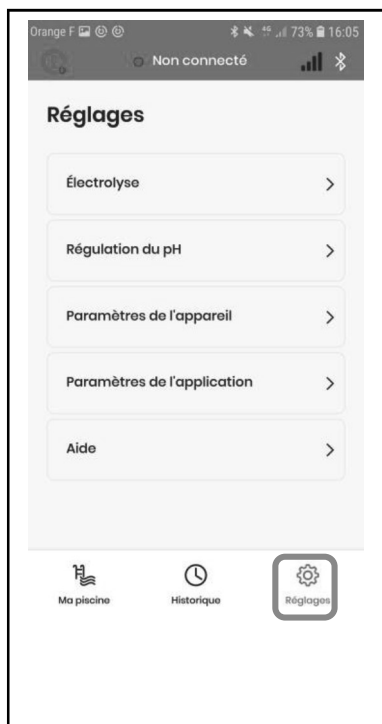 Orange F 73% 16:05
Non connecté
Réglages
Électrolyse
Régulation du pH
Paramètres de l'appareil
Paramètres de l'application
Aide
Ma piscine Historique Réglages